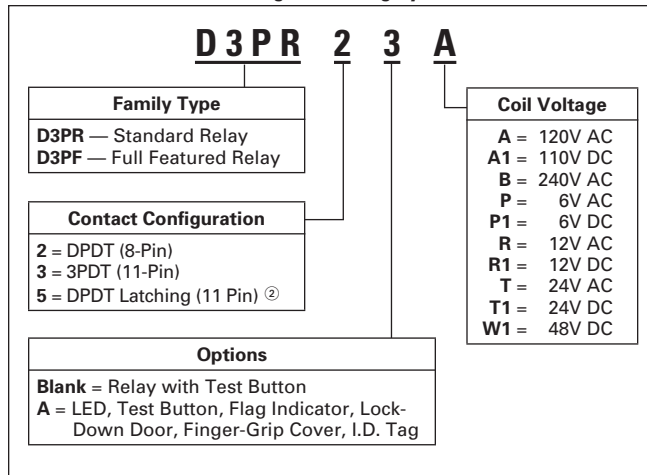 D3PR 2 3 A
Family Type
D3PR — Standard Relay
D3PF — Full Featured Relay
Contact Configuration
2 = DPDT (8-Pin)
3 = 3PDT (11-Pin)
5 = DPDT Latching (11 Pin) ②
Options
Blank = Relay with Test Button
A = LED, Test Button, Flag Indicator, Lock-
Down Door, Finger-Grip Cover, I.D. Tag
Coil Voltage
A = 120V AC
A1 = 110V DC
B = 240V AC
P = 6V AC
P1 = 6V DC
R = 12V AC
R1 = 12V DC
T = 24V AC
T1 = 24V DC
W1 = 48V DC